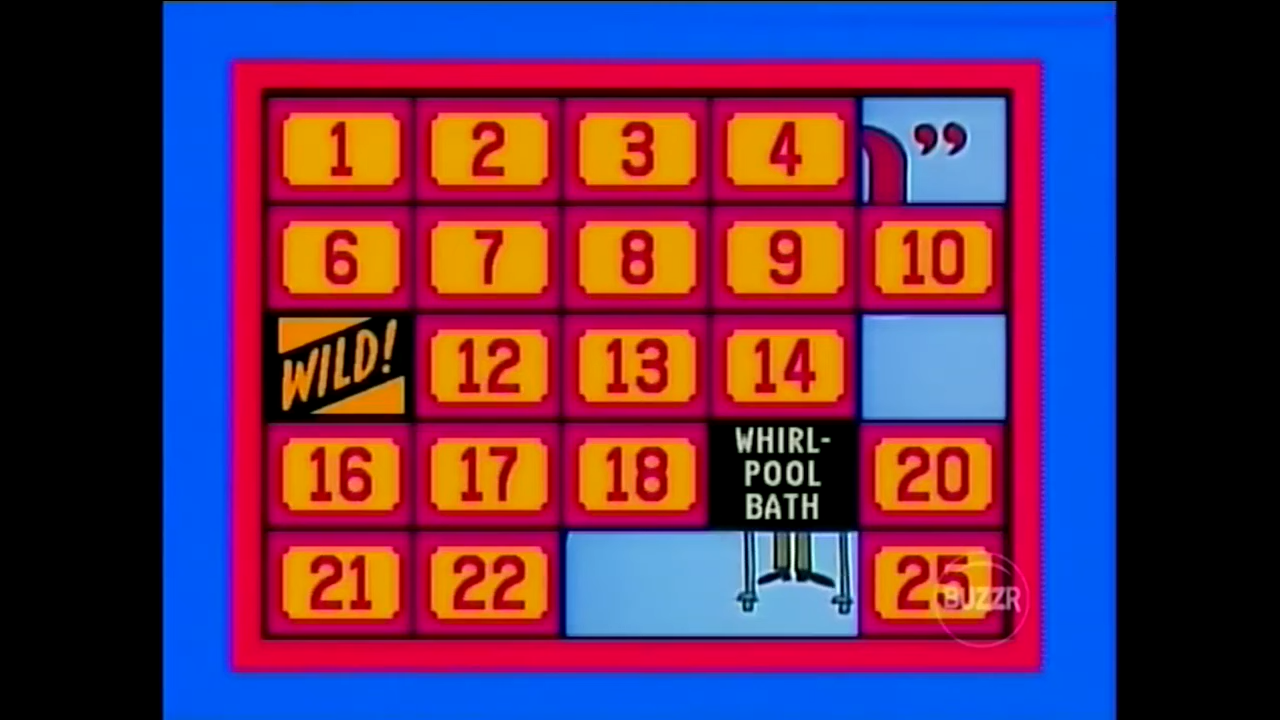 1 2 3 4 ”
6 7 8 9 10
WILD! 12 13 14
16 17 18 WHIRL-
POOL
BATH 20
21 22 25
BUZZR